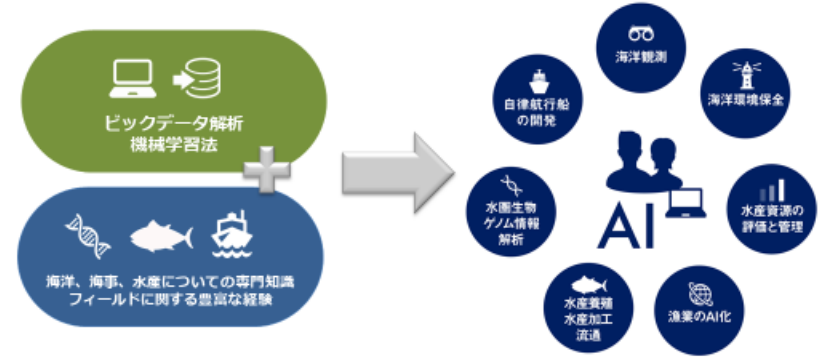 ビックデータ解析
機械学習法
海洋、海事、水産についての専門知識
フィールドに関する豊富な経験
海洋観測
海洋環境保全
水産資源の
評価と管理
漁業のAI化
水産養殖
水産加工
流通
水圏生物
ゲノム情報
解析
自律航行船
の開発
AI